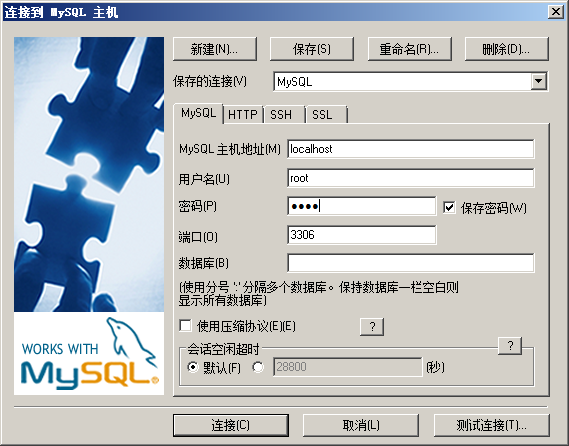 连接到 MySQL 主机
新建(N)...
保存(S)
重命名(R)...
删除(D)...
保存的连接(V)
MySQL
MySQL
HTTP
SSH
SSL
MySQL 主机地址(M)
localhost
用户名(U)
root
密码(P)
●●●●
保存密码(W)
端口(O)
3306
数据库(B)
(使用分号 ';' 分隔多个数据库。保持数据库一栏空白则
显示所有数据库)
使用压缩协议(E)(E)
?
会话空闲超时
?
默认(F)
28800
(秒)
WORKS WITH
MySQL®
连接(C)
取消(L)
测试连接(T)...